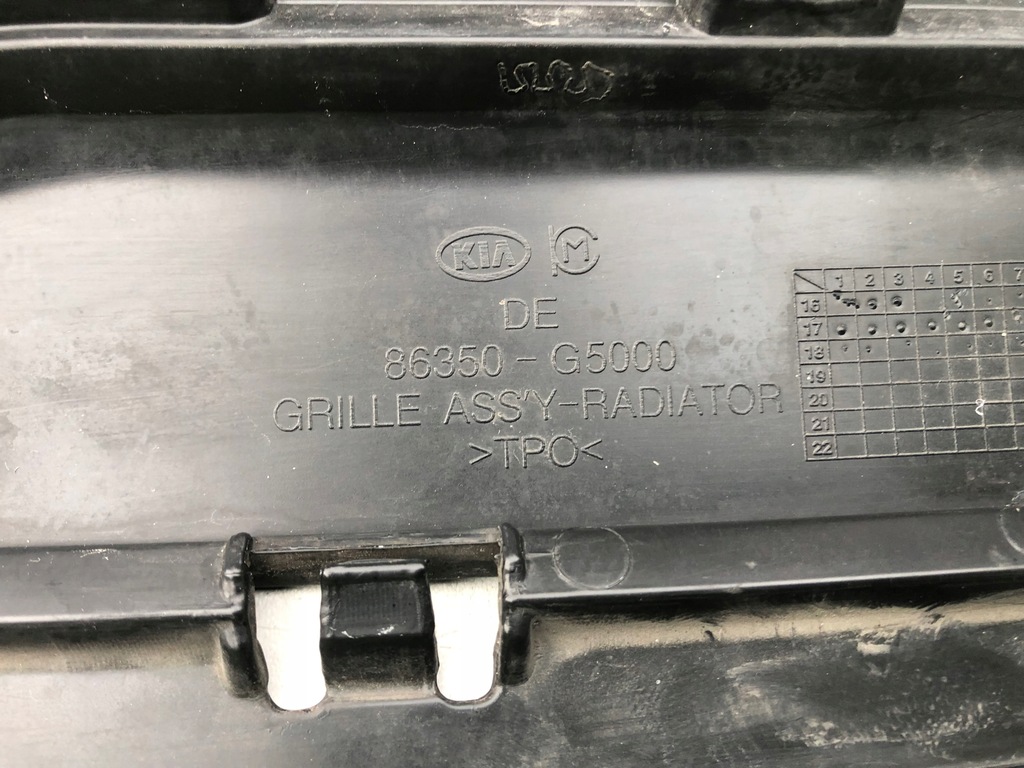 KIA
M
DE
86350-G5000
GRILLE ASS'Y-RADIATOR
>TPO<
1 2 3 4 5 6 7
16
17
18
19
20
21
22